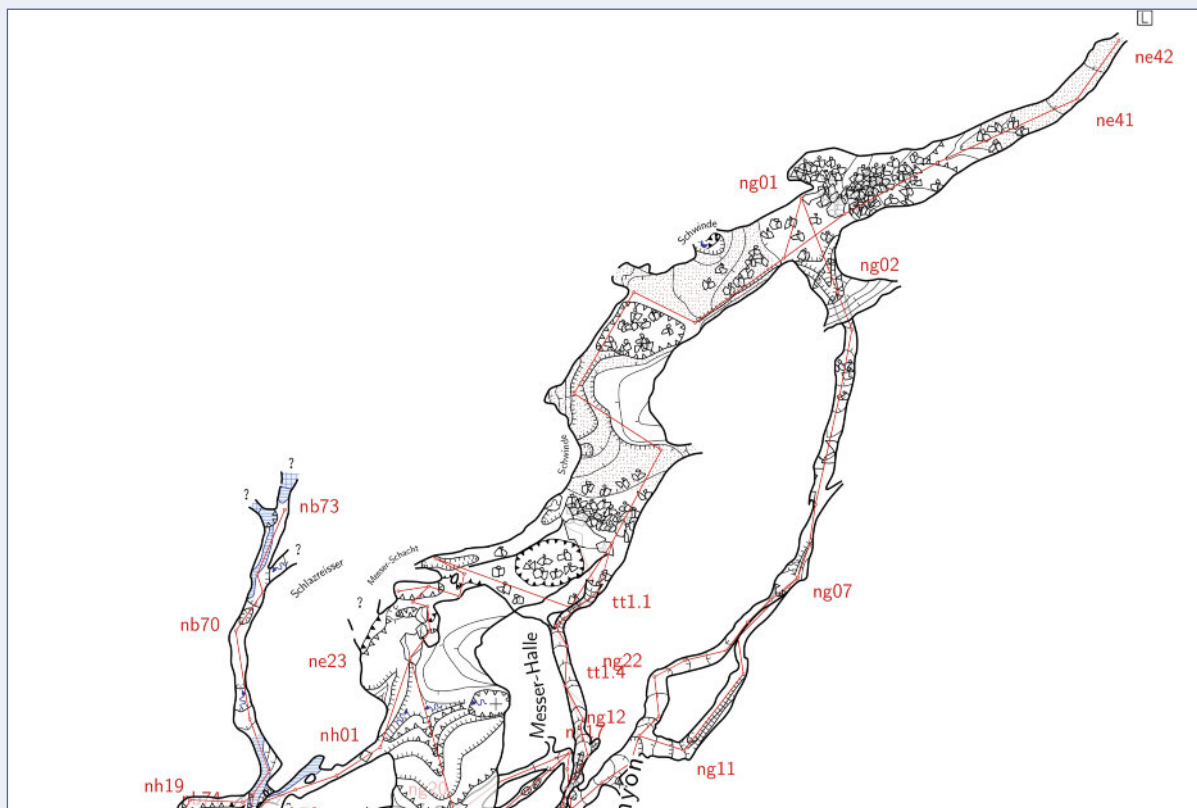 L
ne42
ne41
ng01
Schwinde
ng02
Schwinde
?
nb73
?
?
Schlazreisser
Messer-Schacht
?
ng07
tt1.1
nb70
ne23
ng22
tt1.4
Messer-Halle
ng12
nh01
ng11
nh19
ng20